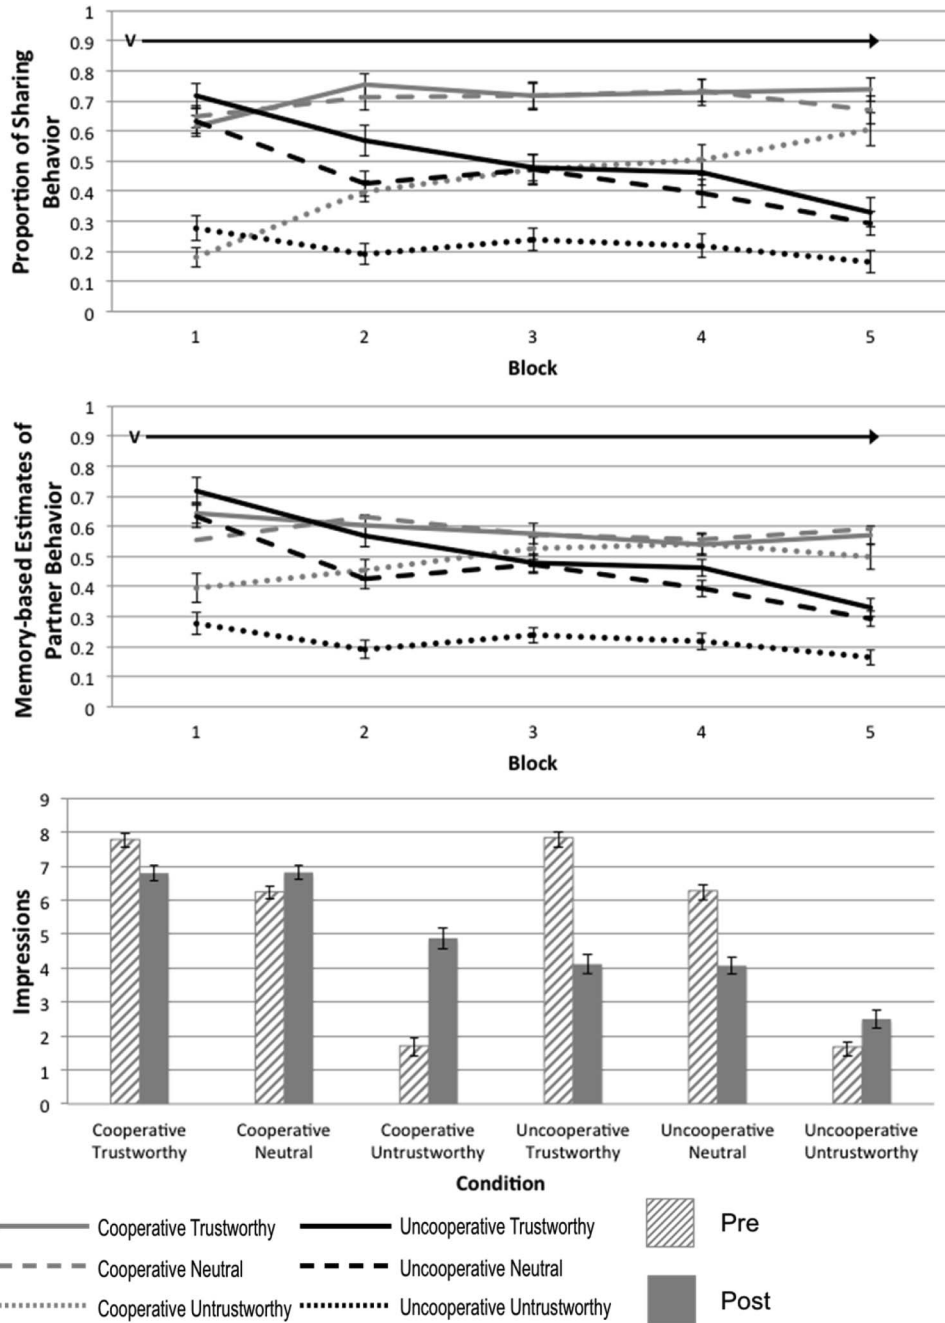 Proportion of Sharing
Behavior
1
0.9
0.8
0.7
0.6
0.5
0.4
0.3
0.2
0.1
0
V
1 2 3 4 5
Block
Memory-based Estimates of
Partner Behavior
1
0.9
0.8
0.7
0.6
0.5
0.4
0.3
0.2
0.1
0
V
1 2 3 4 5
Block
Impressions
9
8
7
6
5
4
3
2
1
0
Cooperative Cooperative Cooperative Uncooperative Uncooperative Uncooperative
Trustworthy Neutral Untrustworthy Trustworthy Neutral Untrustworthy
Condition
Cooperative Trustworthy Uncooperative Trustworthy Pre
Cooperative Neutral Uncooperative Neutral
Cooperative Untrustworthy Uncooperative Untrustworthy Post